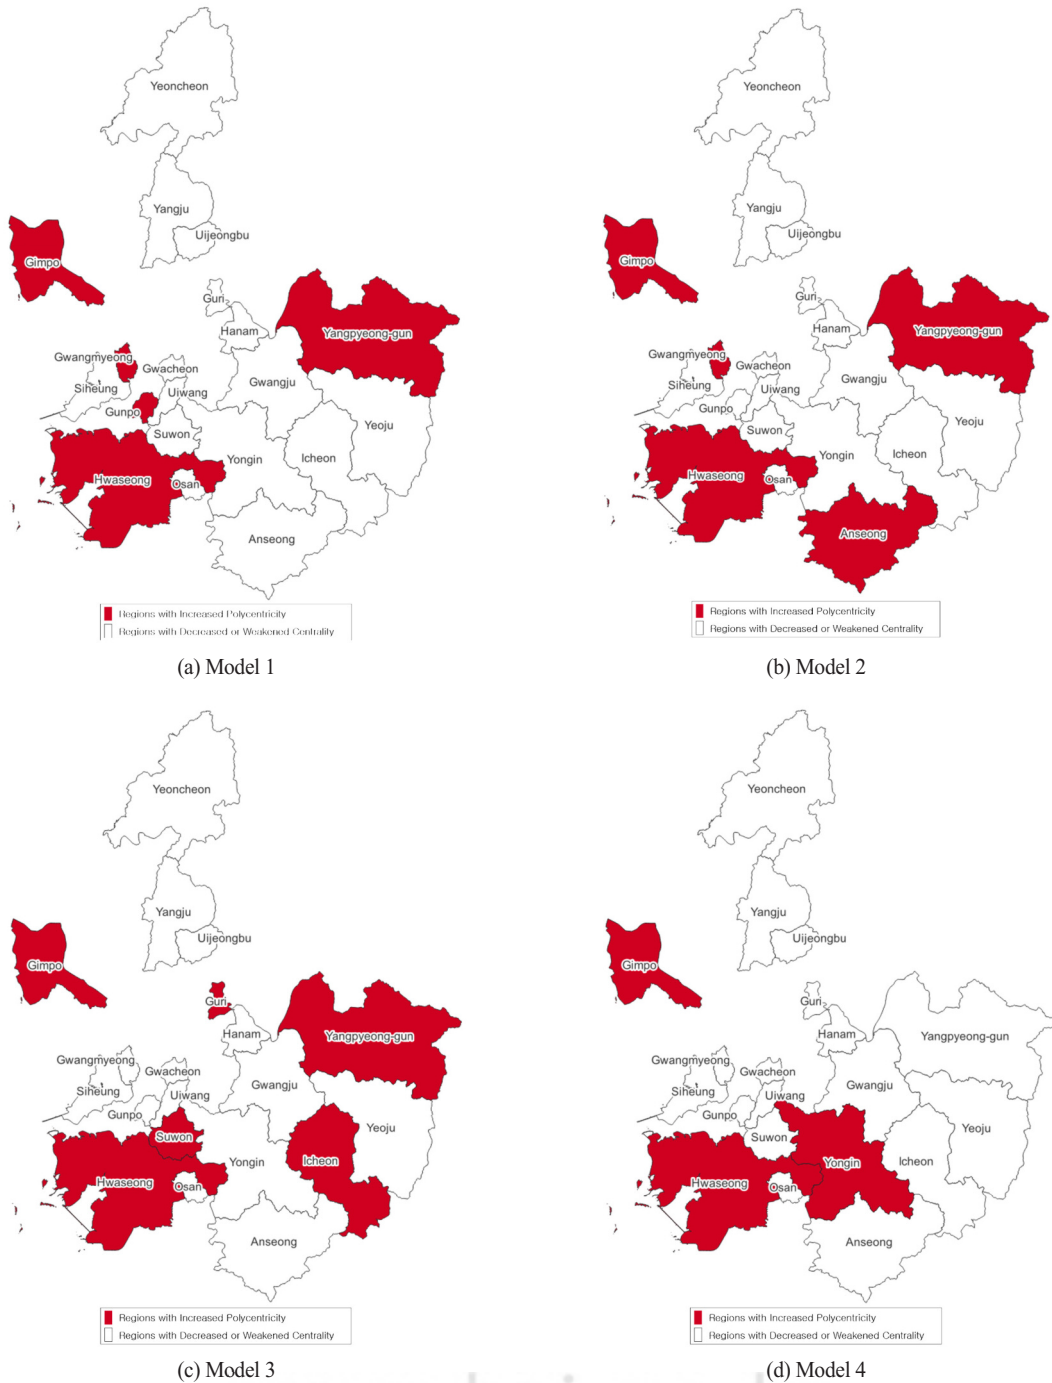 Yeoncheon
Yangju
Uijeongbu
Gimpo
Guri
Hanam
Yangpyeong-gun
Gwangmyeong
Gwacheon
Siheung
Uiwang
Gwangju
Gunpo
Suwon
Yeoju
Yongin
Icheon
Hwaseong
Osan
Anseong
Regions with Increased Polycentricity
Regions with Decreased or Weakened Centrality
(a) Model 1
Yeoncheon
Yangju
Uijeongbu
Gimpo
Guri
Hanam
Yangpyeong-gun
Gwangmyeong
Gwacheon
Siheung
Uiwang
Gwangju
Gunpo
Suwon
Yeoju
Yongin
Icheon
Hwaseong
Osan
Anseong
Regions with Increased Polycentricity
Regions with Decreased or Weakened Centrality
(b) Model 2
Yeoncheon
Yangju
Uijeongbu
Gimpo
Guri
Hanam
Yangpyeong-gun
Gwangmyeong
Gwacheon
Siheung
Uiwang
Gwangju
Gunpo
Suwon
Yeoju
Yongin
Icheon
Hwaseong
Osan
Anseong
Regions with Increased Polycentricity
Regions with Decreased or Weakened Centrality
(c) Model 3
Yeoncheon
Yangju
Uijeongbu
Gimpo
Guri
Hanam
Yangpyeong-gun
Gwangmyeong
Gwacheon
Siheung
Uiwang
Gwangju
Gunpo
Suwon
Yeoju
Yongin
Icheon
Hwaseong
Osan
Anseong
Regions with Increased Polycentricity
Regions with Decreased or Weakened Centrality
(d) Model 4